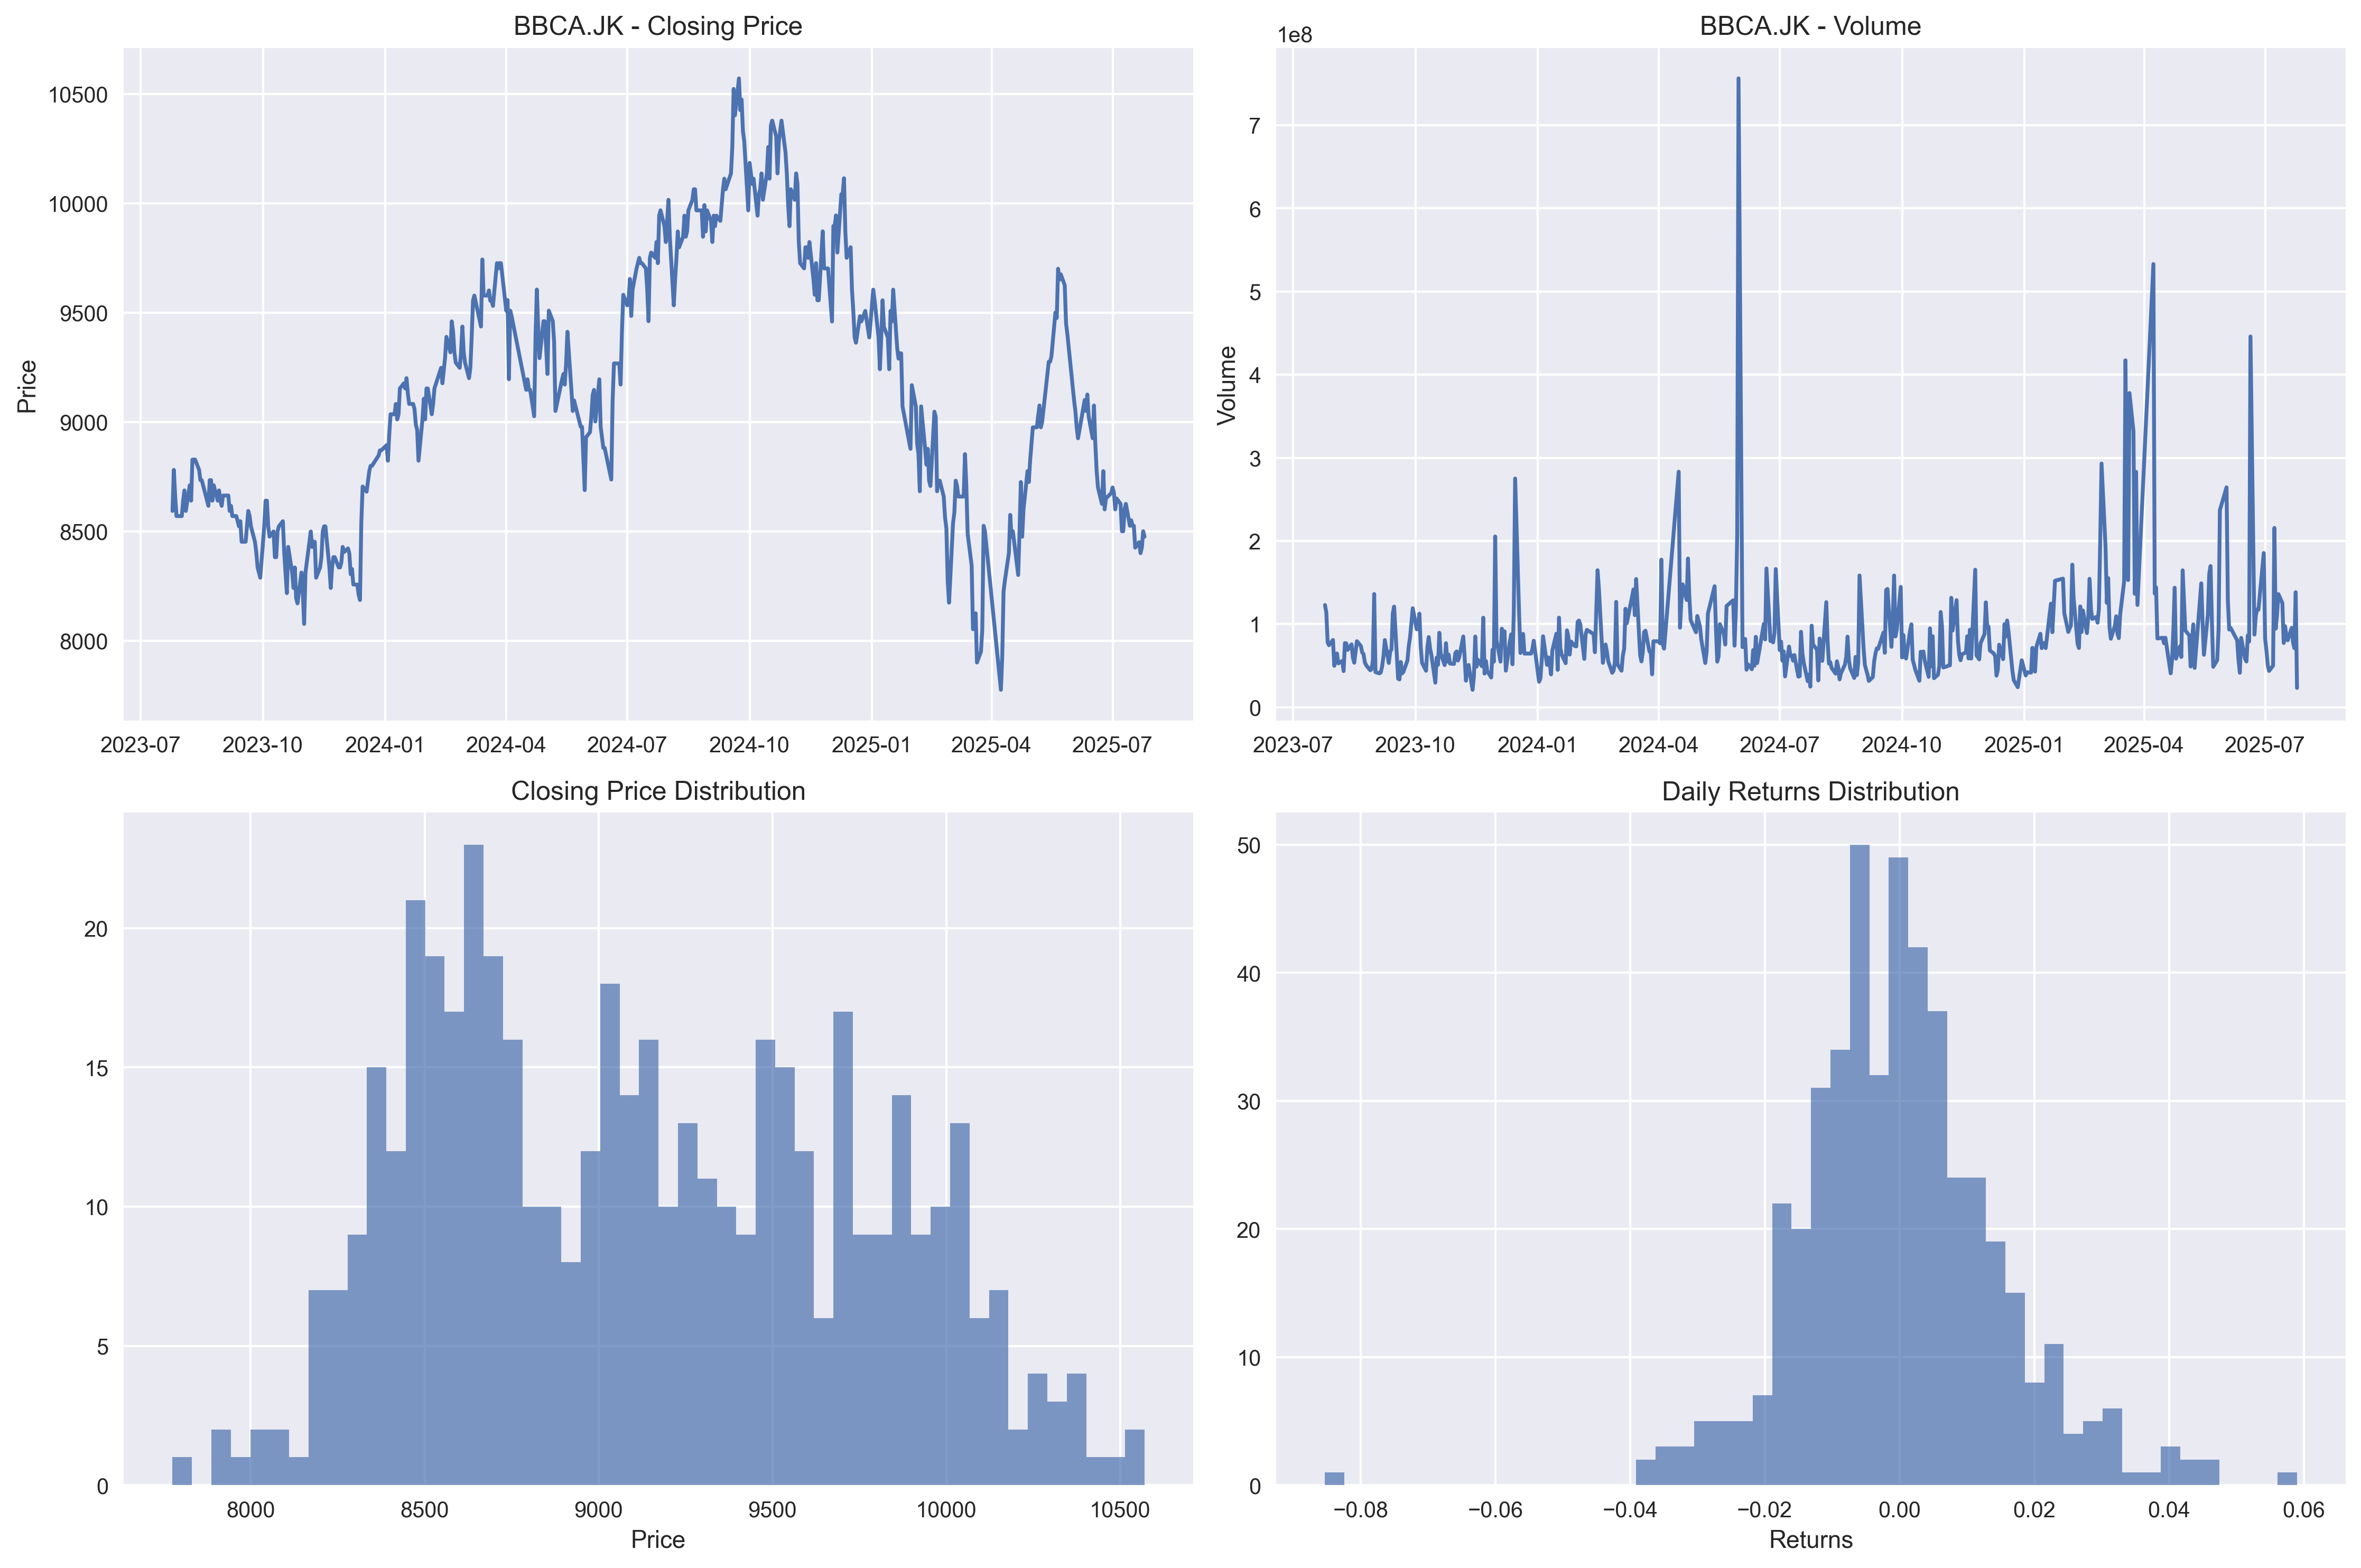 BBCA.JK - Closing Price
10500
10000
9500
9000
8500
8000
Price
2023-07 2023-10 2024-01 2024-04 2024-07 2024-10 2025-01 2025-04 2025-07
BBCA.JK - Volume
1e8
7
6
5
4
3
2
1
0
Volume
2023-07 2023-10 2024-01 2024-04 2024-07 2024-10 2025-01 2025-04 2025-07
Closing Price Distribution
20
15
10
5
0
8000 8500 9000 9500 10000 10500
Price
Daily Returns Distribution
50
40
30
20
10
0
−0.08 −0.06 −0.04 −0.02 0.00 0.02 0.04 0.06
Returns